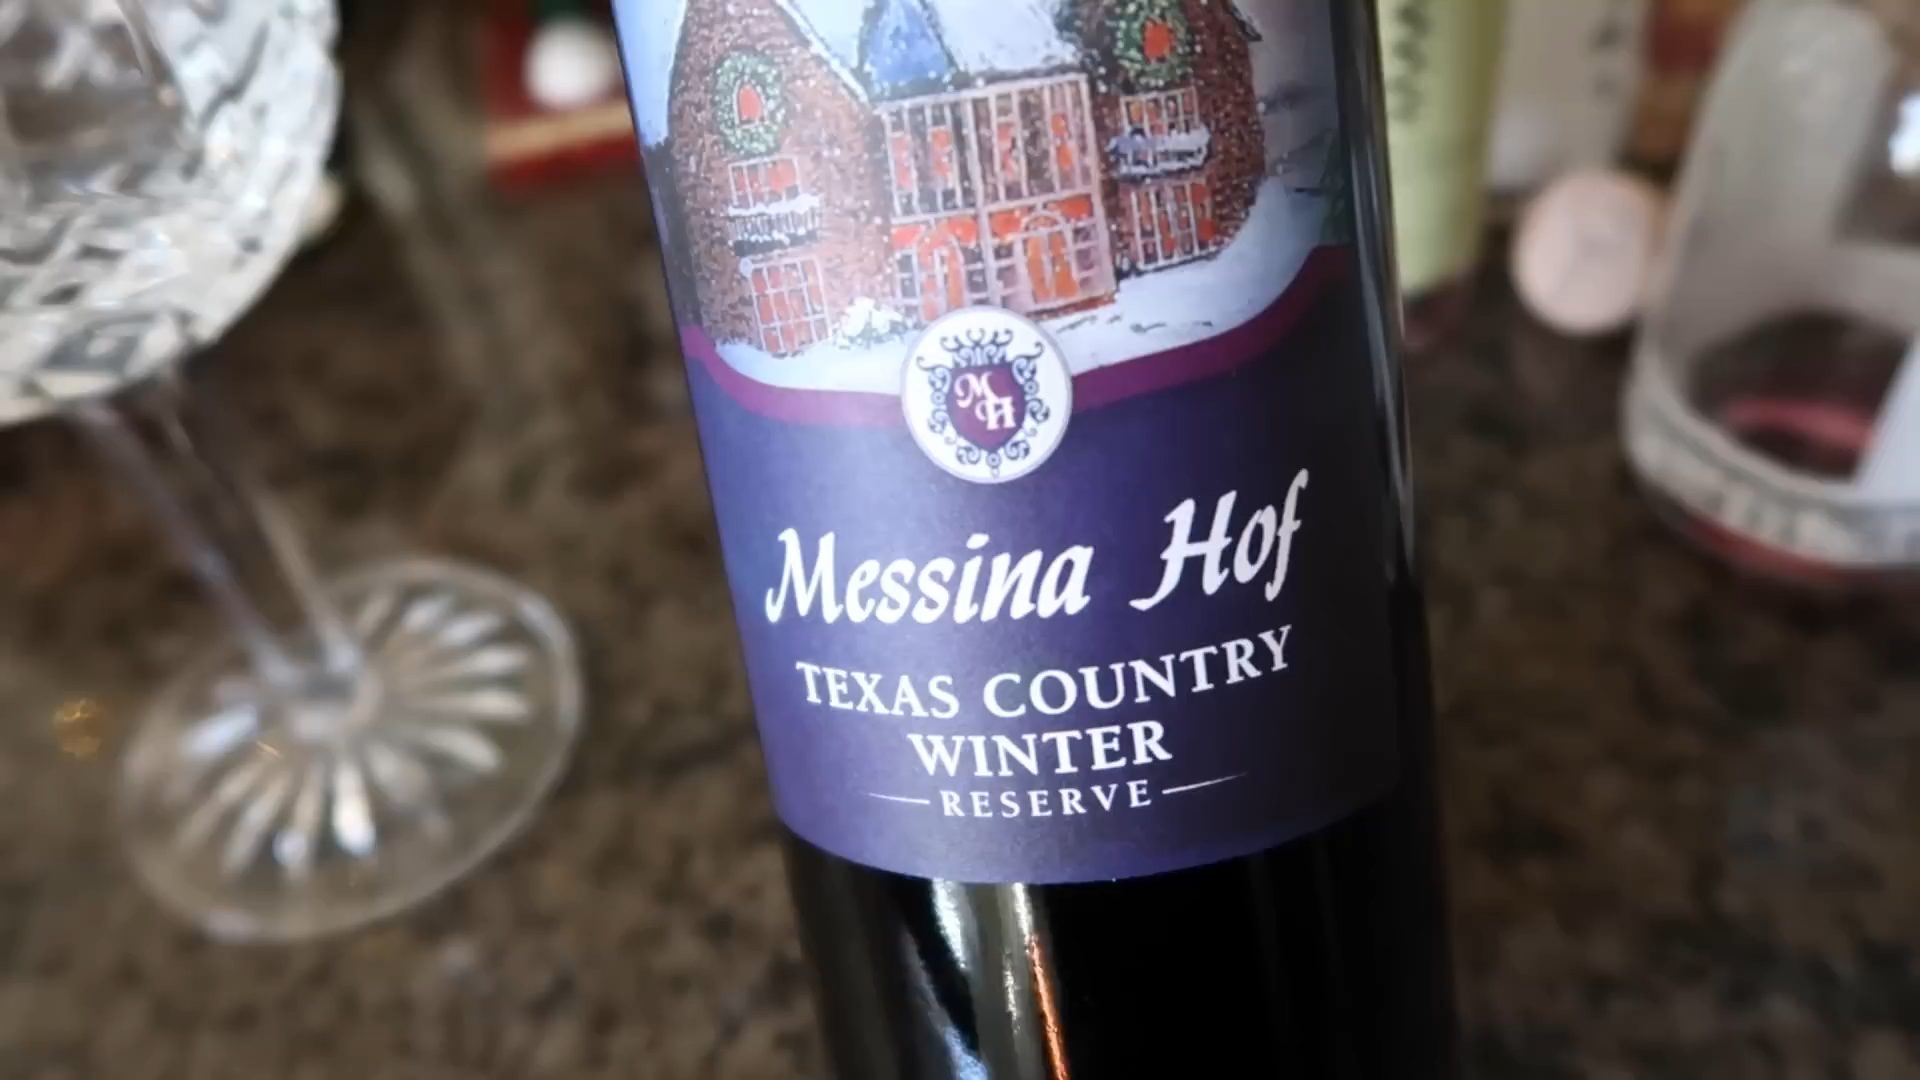 MH
Messina Hof
TEXAS COUNTRY
WINTER
RESERVE